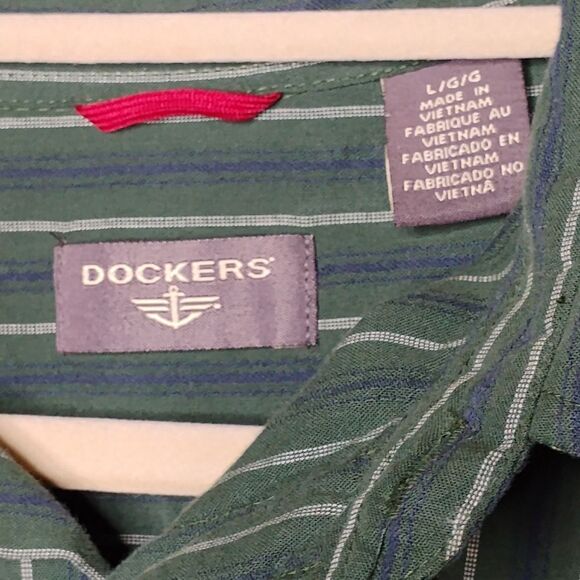 L/G/G
MADE IN
VIETNAM
FABRIQUE AU
VIETNAM
FABRICADO EN
VIETNAM
FABRICADO NO
VIETNÃ
DOCKERS®